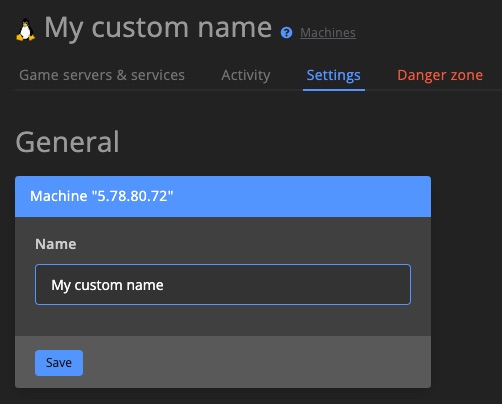 My custom name ? Machines
Game servers & services Activity Settings Danger zone
General
Machine "5.78.80.72"
Name
My custom name
Save